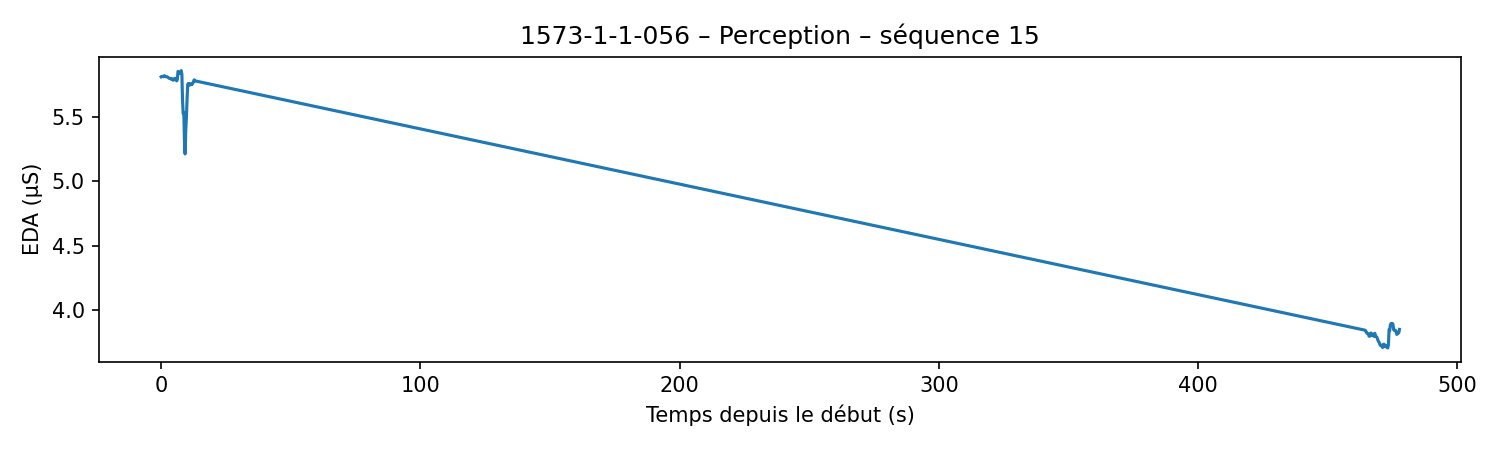 1573-1-1-056 – Perception – séquence 15
EDA (µS)
5.5
5.0
4.5
4.0
0 100 200 300 400 500
Temps depuis le début (s)